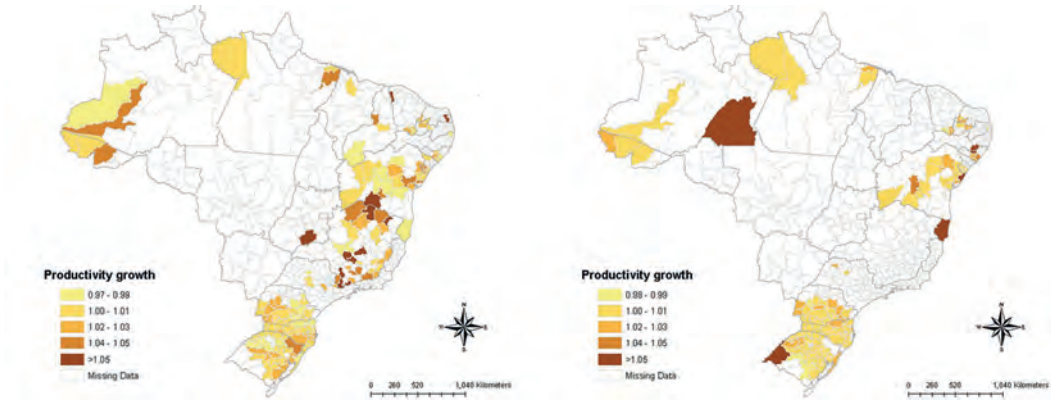 Productivity growth
0.97 - 0.99
1.00 - 1.01
1.02 - 1.03
1.04 - 1.05
>1.05
Missing Data
N
W
E
S
0 260 520 1,040 Kilometers
Productivity growth
0.98 - 0.99
1.00 - 1.01
1.02 - 1.03
1.04 - 1.05
>1.05
Missing Data
N
W
E
S
0 260 520 1,040 Kilometers